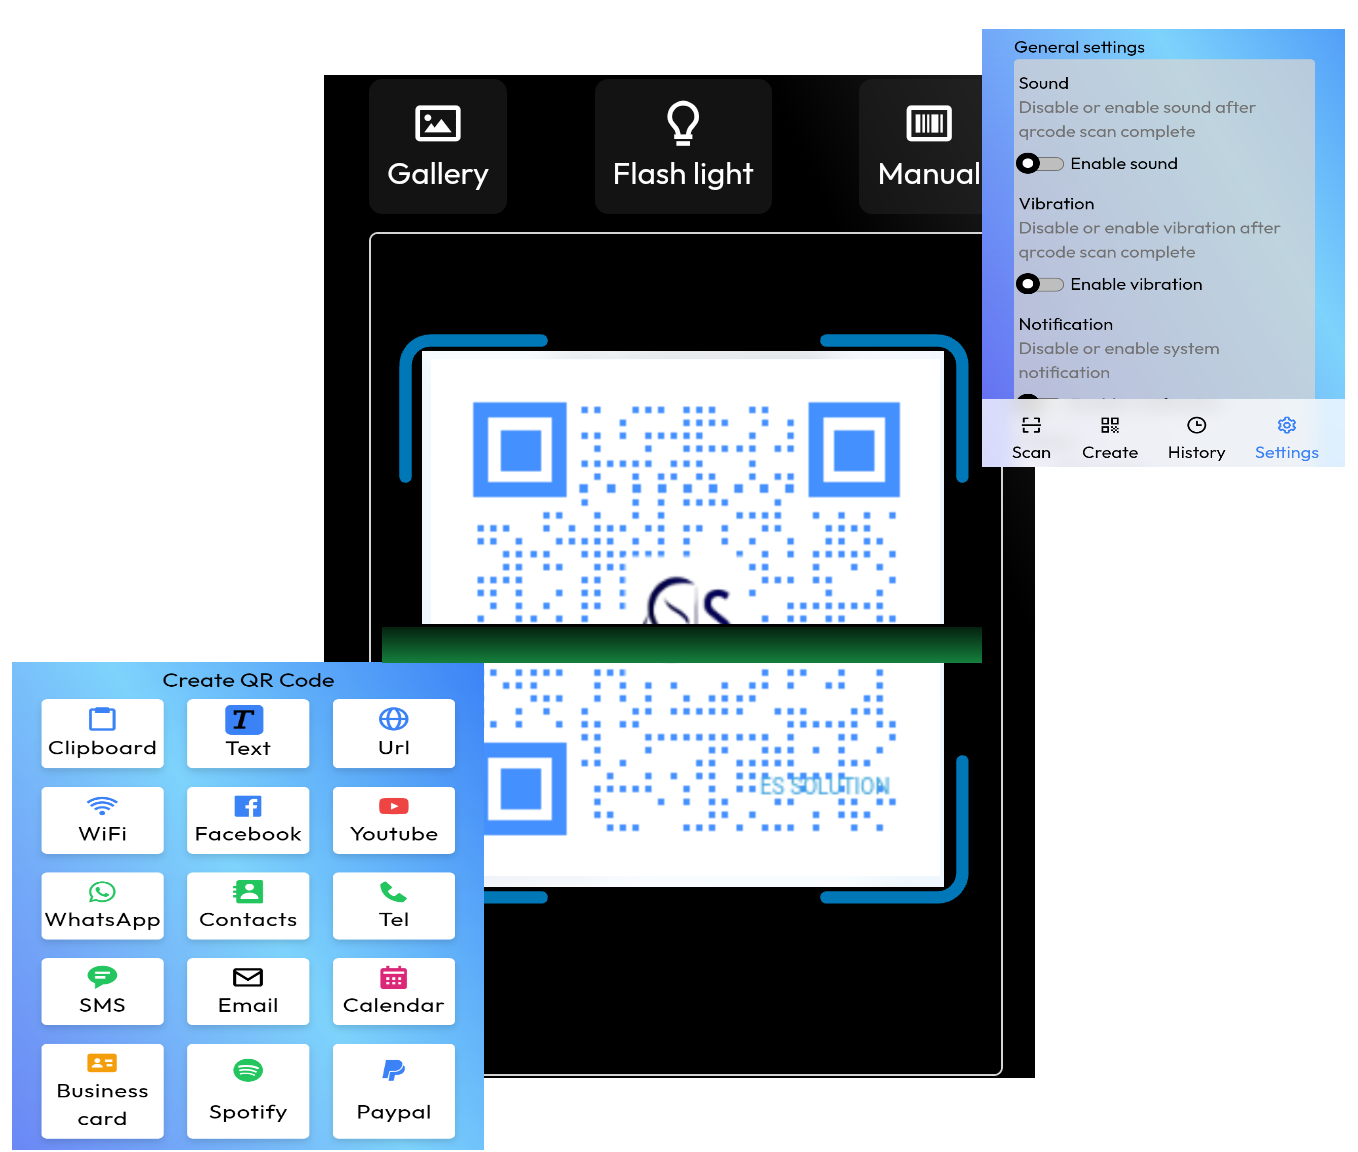 Gallery
Flash light
Manual
General settings
Sound
Disable or enable sound after
qrcode scan complete
Enable sound
Vibration
Disable or enable vibration after
qrcode scan complete
Enable vibration
Notification
Disable or enable system
notification
Scan
Create
History
Settings
S
ES SOLUTION
Create QR Code
Clipboard
Text
Url
WiFi
Facebook
Youtube
WhatsApp
Contacts
Tel
SMS
Email
Calendar
Business
card
Spotify
Paypal